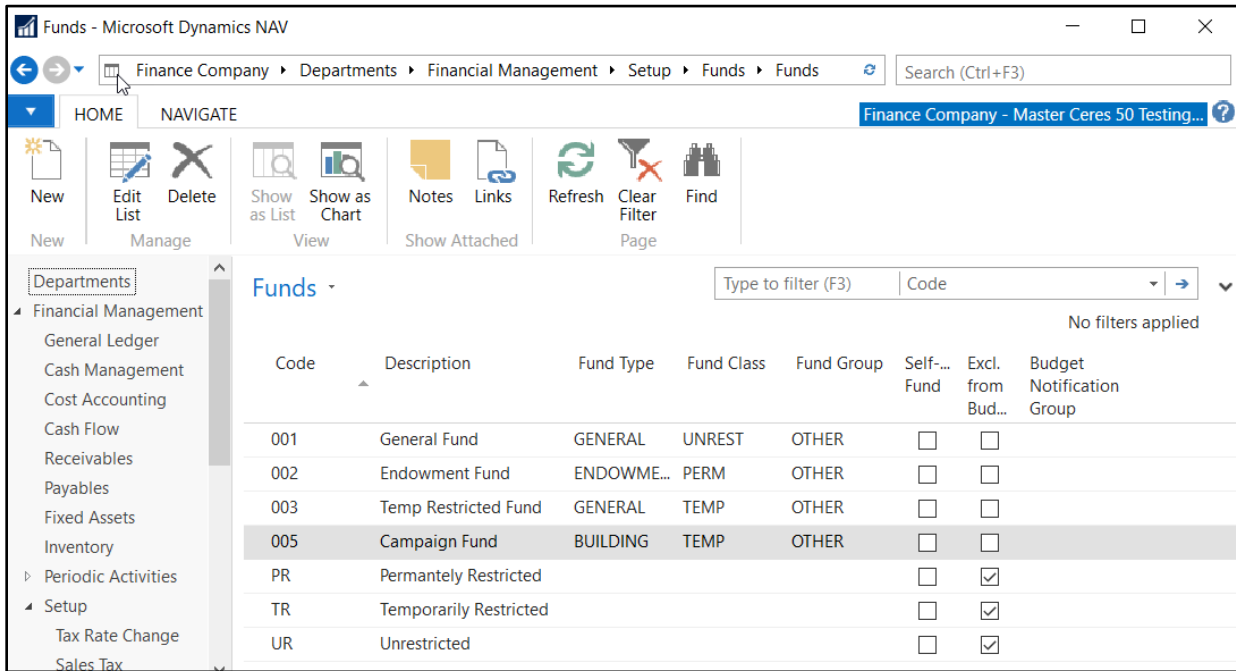 Funds - Microsoft Dynamics NAV
Finance Company Departments Financial Management Setup Funds Funds
Search (Ctrl+F3)
HOME NAVIGATE
Finance Company - Master Ceres 50 Testing...
New
Edit List
Delete
Show as List
Show as Chart
Notes
Links
Refresh
Clear Filter
Find
New
Manage
View
Show Attached
Page
Departments
Financial Management
General Ledger
Cash Management
Cost Accounting
Cash Flow
Receivables
Payables
Fixed Assets
Inventory
Periodic Activities
Setup
Tax Rate Change
Sales Tax
Funds
Type to filter (F3) Code
No filters applied
Code Description Fund Type Fund Class Fund Group Self-... Fund Excl. from Bud... Budget Notification Group
001 General Fund GENERAL UNREST OTHER
002 Endowment Fund ENDOWME... PERM OTHER
003 Temp Restricted Fund GENERAL TEMP OTHER
005 Campaign Fund BUILDING TEMP OTHER
PR Permantely Restricted
TR Temporarily Restricted
UR Unrestricted